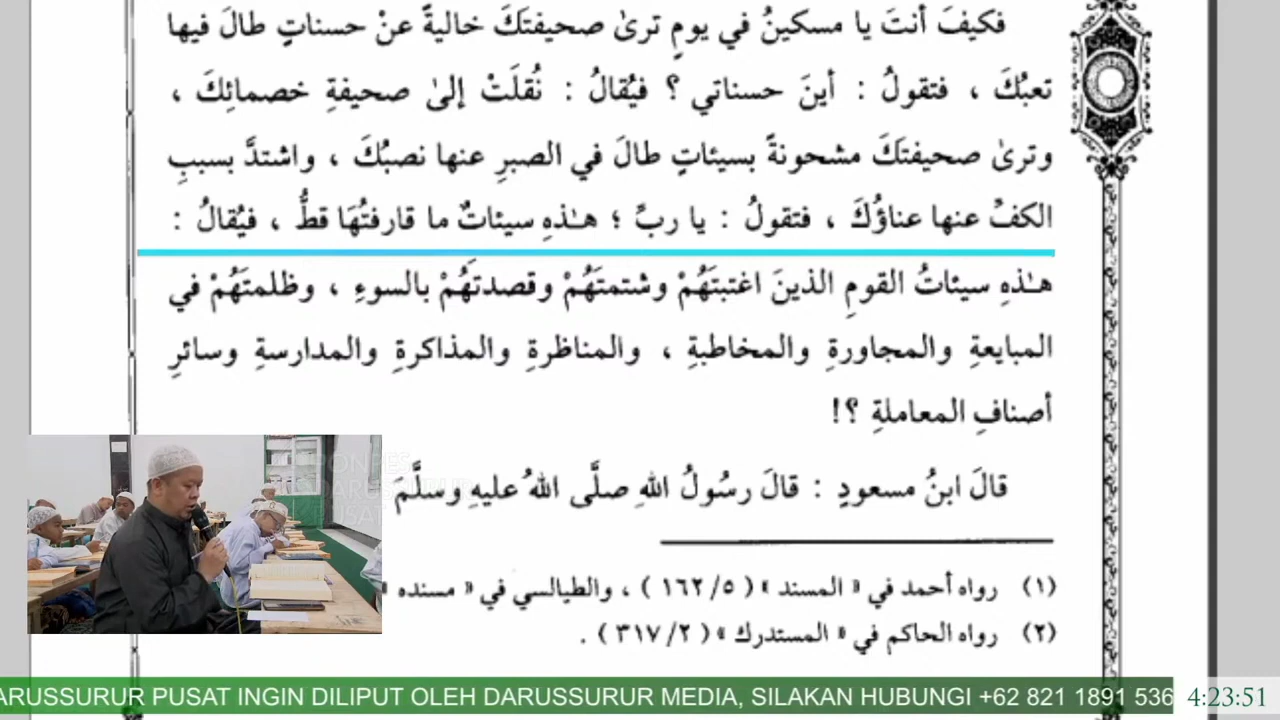 فكيفَ أنتَ يا مسكينُ في يومٍ ترىٰ صحيفتَكَ خاليةً عنْ حسناتٍ طالَ فيها
تعبُكَ ، فتقولُ : أينَ حسناتي ؟ فيُقالُ : نُقلَتْ إلىٰ صحيفةِ خصمائِكَ ،
وترىٰ صحيفتَكَ مشحونةً بسيئاتٍ طالَ في الصبرِ عنها نصبُكَ ، واشتدَّ بسببِ
الكفِّ عنها عناؤُكَ ، فتقولُ : يا ربِّ ؛ هـٰذهِ سيئاتٌ ما قارفتُهَا قطُّ ، فيُقالُ :
هـٰذهِ سيئاتُ القومِ الذينَ اغتبتَهُمْ وشتمتَهُمْ وقصدتَهُمْ بالسوءِ ، وظلمتَهُمْ في
المبايعةِ والمجاورةِ والمخاطبةِ ، والمناظرةِ والمذاكرةِ والمدارسةِ وسائرِ
أصنافِ المعاملةِ ؟!
قالَ ابنُ مسعودٍ : قالَ رسُولُ اللهِ صلَّى اللهُ عليهِ وسلَّمَ
(١) رواه أحمد في « المسند » ( ١٦٢/٥ ) ، والطيالسي في « مسنده »
(٢) رواه الحاكم في « المستدرك » ( ٣١٧/٢ ) .
PONPES
DARUSSURUR
PUSAT
ARUSSURUR PUSAT INGIN DILIPUT OLEH DARUSSURUR MEDIA, SILAKAN HUBUNGI +62 821 1891 536
4:23:51